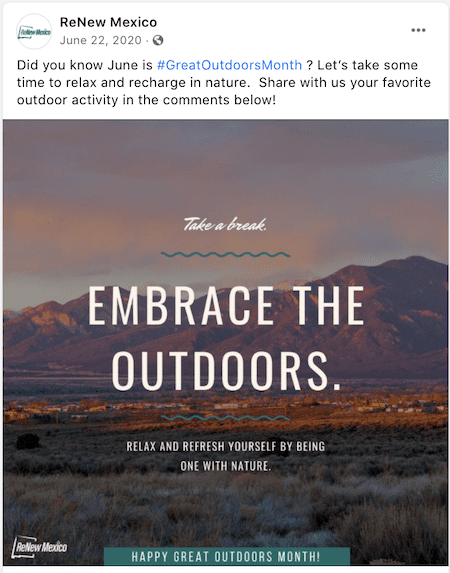 ReNew Mexico
ReNew Mexico
June 22, 2020 ·
Did you know June is #GreatOutdoorsMonth ? Let's take some
time to relax and recharge in nature.  Share with us your favorite
outdoor activity in the comments below!
Take a break.
EMBRACE THE
OUTDOORS.
RELAX AND REFRESH YOURSELF BY BEING
ONE WITH NATURE.
ReNew Mexico
HAPPY GREAT OUTDOORS MONTH!